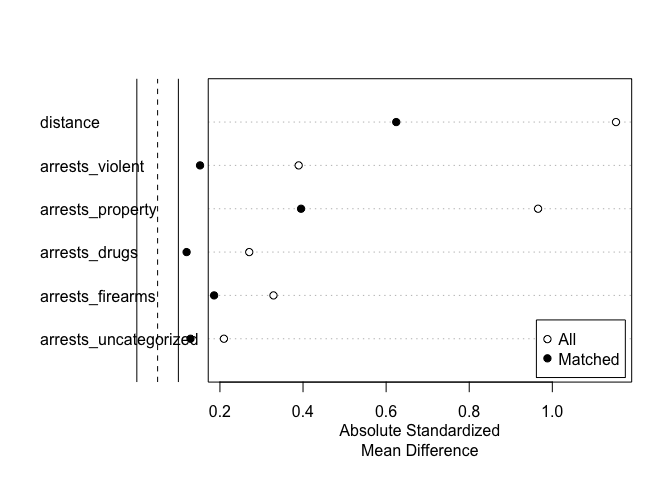 distance
arrests_violent
arrests_property
arrests_drugs
arrests_firearms
arrests_uncategorized
All
Matched
0.2 0.4 0.6 0.8 1.0
Absolute Standardized
Mean Difference